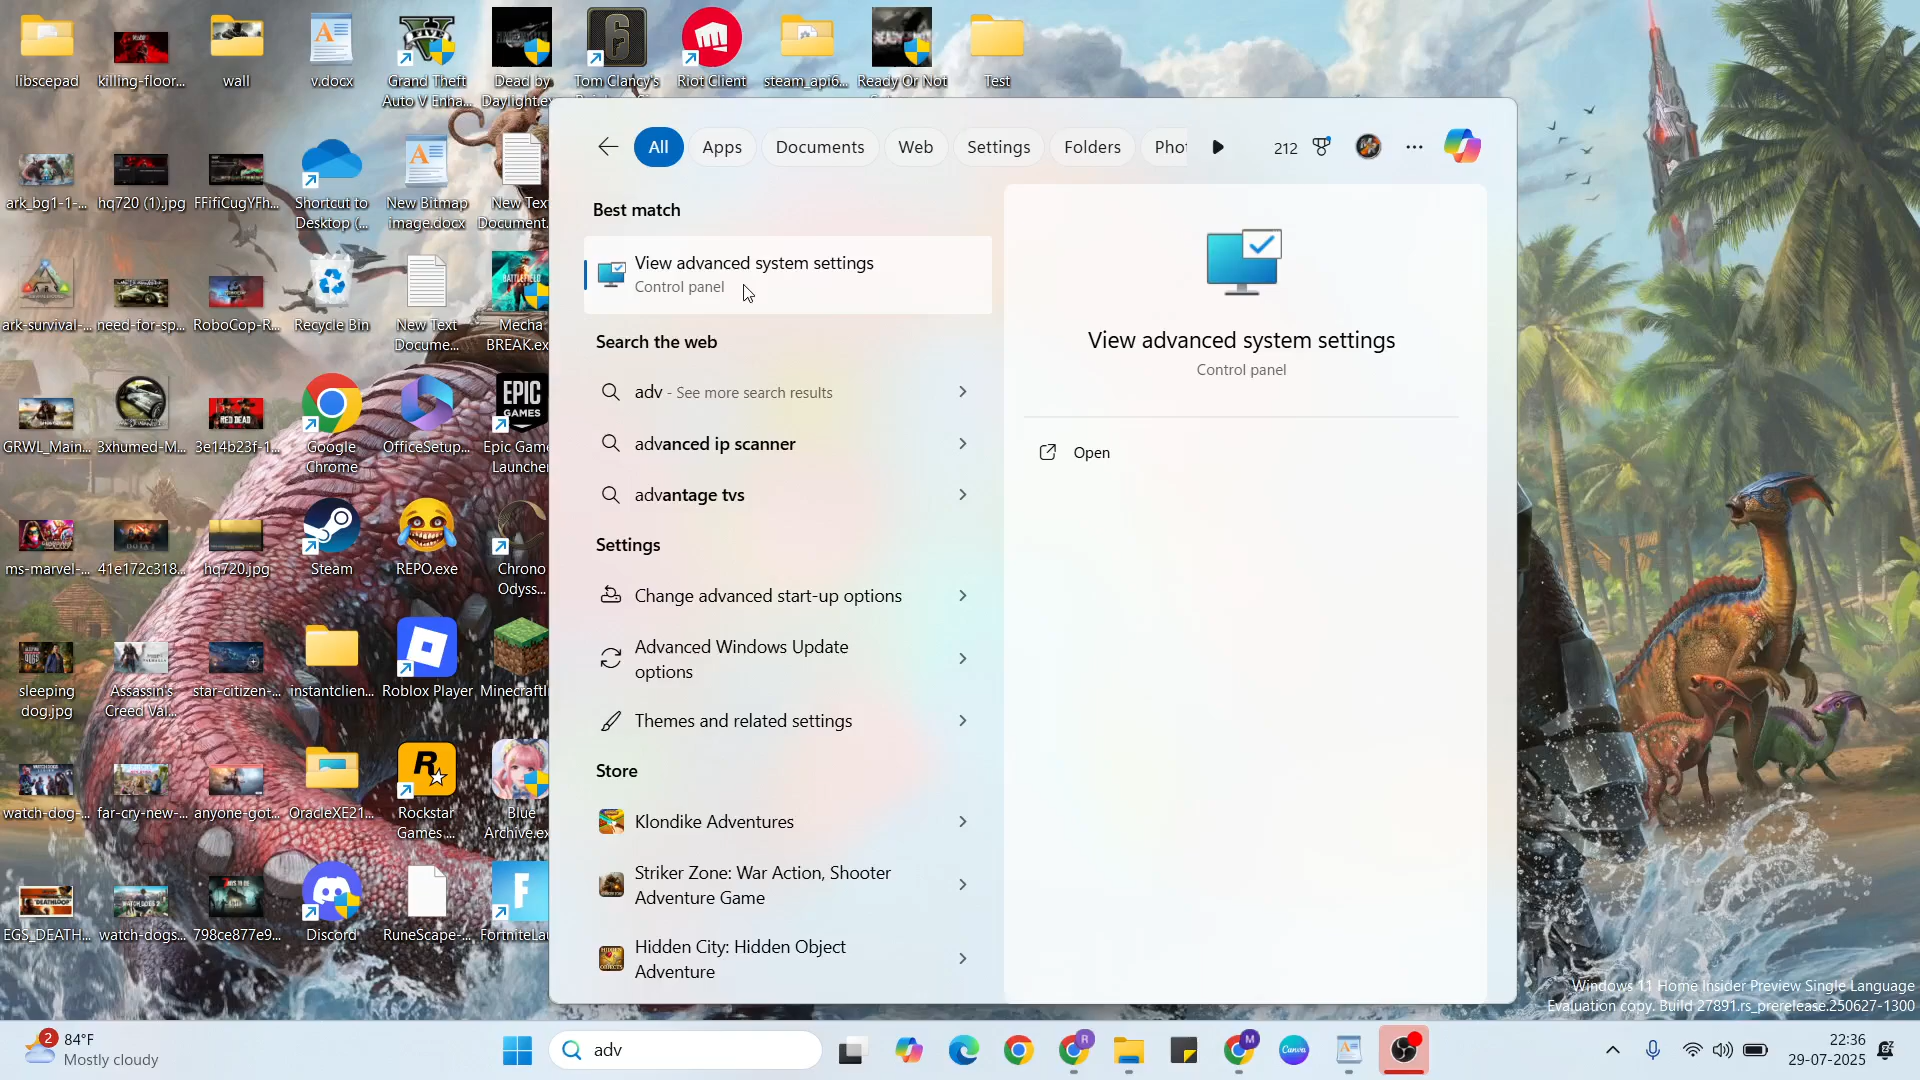 libscepad
killing-floor...
wall
v.docx
Grand Theft
Auto V Enha...
Dead by
Daylight.ex
Tom Clancy's
Riot Client
steam_api6...
Ready Or Not
Test
ark_bg1-1-...
hq720 (1).jpg
FFifiCugYFh...
Shortcut to
Desktop (...
New Bitmap
image.docx
New Text
Document.
ark-survival-...
need-for-sp...
RoboCop-R...
Recycle Bin
New Text
Docume...
Mecha
BREAK.ex
GRWL_Main...
3xhumed-M...
3e14b23f-1...
Google
Chrome
OfficeSetup...
EPIC
GAMES
Epic Game
Launcher
ms-marvel-...
41e172c318...
hq720.jpg
Steam
REPO.exe
Chrono
Odyss...
sleeping
dog.jpg
Assassin's
Creed Val...
star-citizen-...
instantclien...
Roblox Player
Minecraftl
watch-dog-...
far-cry-new-...
anyone-got...
OracleXE21...
Rockstar
Games ...
Blue
Archive.ex
EGS_DEATH...
watch-dogs...
798ce877e9...
Discord
RuneScape-...
FortniteLau
All
Apps
Documents
Web
Settings
Folders
Phot
212
Best match
View advanced system settings
Control panel
Search the web
adv - See more search results
advanced ip scanner
advantage tvs
Settings
Change advanced start-up options
Advanced Windows Update
options
Themes and related settings
Store
Klondike Adventures
Striker Zone: War Action, Shooter
Adventure Game
Hidden City: Hidden Object
Adventure
View advanced system settings
Control panel
Open
Windows 11 Home Insider Preview Single Language
Evaluation copy. Build 27891.rs_prerelease.250627-1300
2
84°F
Mostly cloudy
adv
R
M
Canva
22:36
29-07-2025